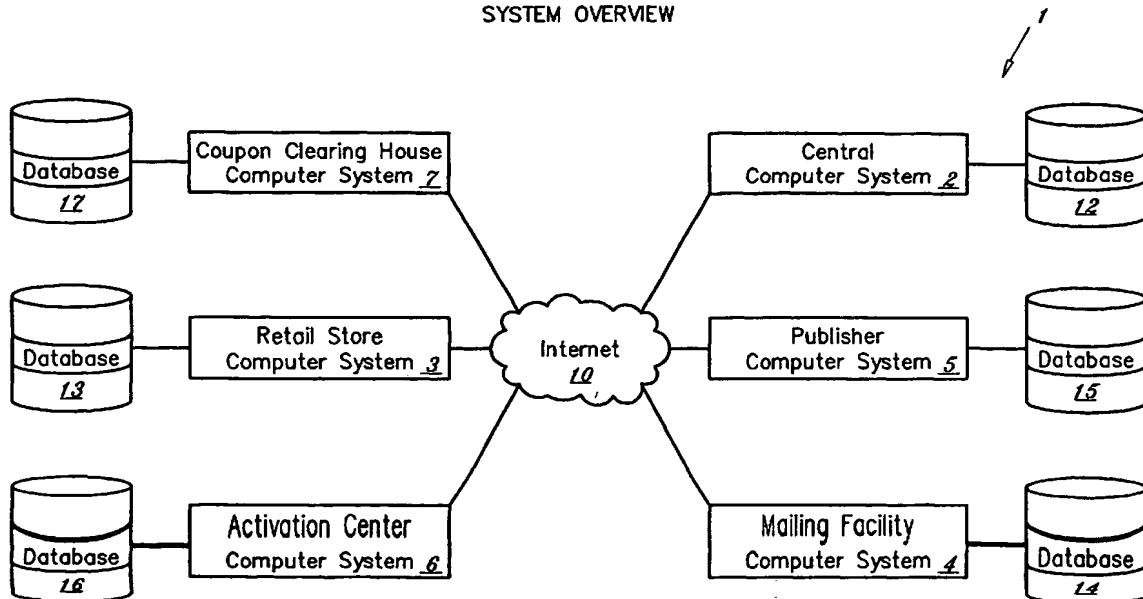 SYSTEM OVERVIEW
1
Database
17
Coupon Clearing House
Computer System 7
Central
Computer System 2
Database
12
Database
13
Retail Store
Computer System 3
Internet
10
Publisher
Computer System 5
Database
15
Database
16
Activation Center
Computer System 6
Mailing Facility
Computer System 4
Database
14